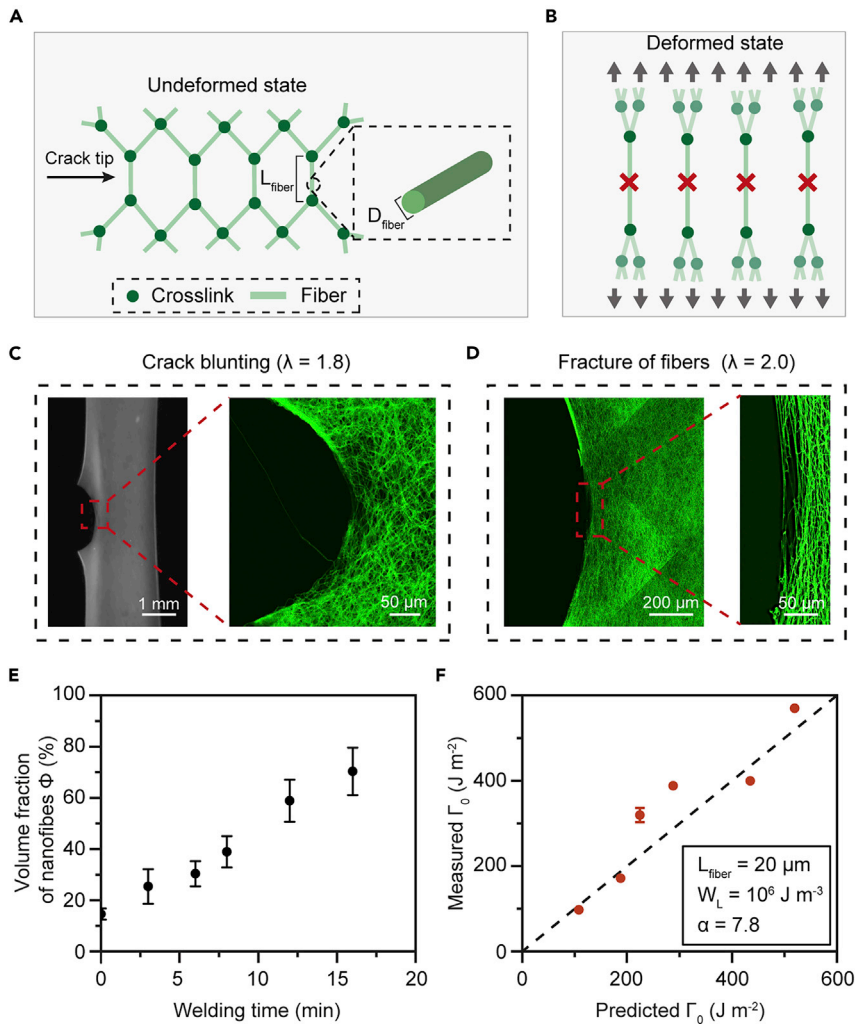 A
Undeformed state
Crack tip
L_fiber
D_fiber
Crosslink
Fiber
B
Deformed state
C
Crack blunting (λ = 1.8)
1 mm
50 μm
D
Fracture of fibers (λ = 2.0)
200 μm
50 μm
E
Volume fraction
of nanofibes Φ (%)
100
80
60
40
20
0
0
5
10
15
20
Welding time (min)
F
Measured Γ₀ (J m⁻²)
600
400
200
0
0
200
400
600
L_fiber = 20 μm
W_L = 10⁶ J m⁻³
α = 7.8
Predicted Γ₀ (J m⁻²)